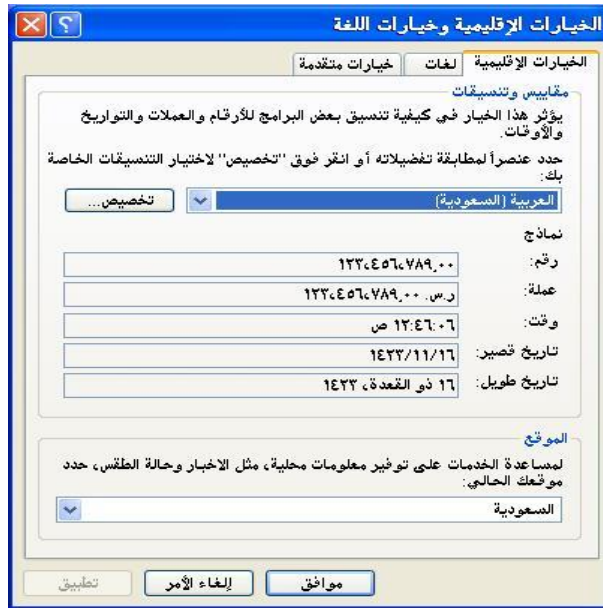 الخيارات الإقليمية وخيارات اللغة
الخيارات الإقليمية لغات خيارات متقدمة
مقاييس وتنسيقات
يؤثر هذا الخيار في كيفية تنسيق بعض البرامج للأرقام والعملات والتواريخ
والأوقات.
حدد عنصراً لمطابقة تفضيلاته أو انقر فوق "تخصيص" لاختيار التنسيقات الخاصة
بك:
العربية (السعودية) تخصيص...
نماذج
رقم: ١٢٣،٤٥٦،٧٨٩,٠٠
عملة: ر.س. ١٢٣،٤٥٦،٧٨٩,٠٠
وقت: ١٢:٤٦:٠٦ ص
تاريخ قصير: ١٤٢٣/١١/١٦
تاريخ طويل: ١٦ ذو القعدة، ١٤٢٣
الموقع
لمساعدة الخدمات على توفير معلومات محلية، مثل الاخبار وحالة الطقس، حدد
موقعك الحالي:
السعودية
موافق إلغاء الأمر تطبيق